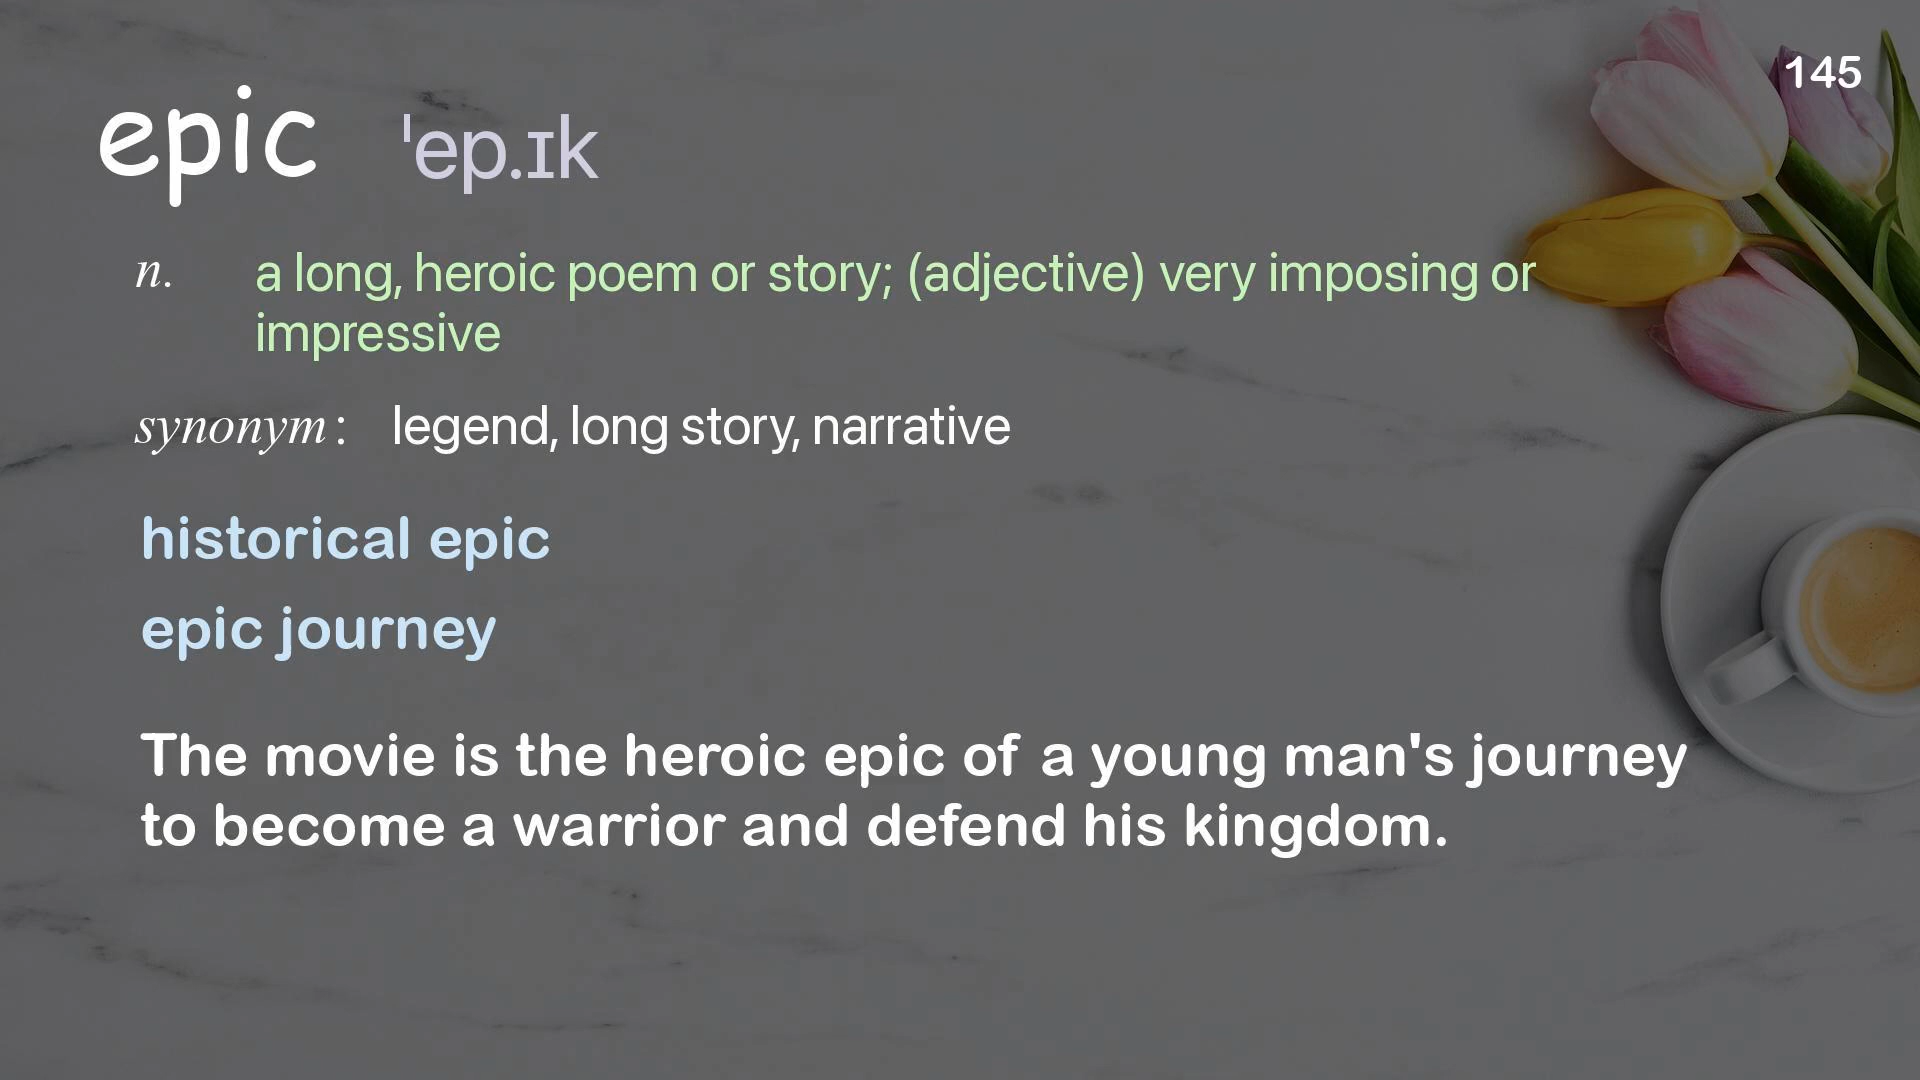 145
epic ˈep.ɪk
n. a long, heroic poem or story; (adjective) very imposing or
impressive
synonym: legend, long story, narrative
historical epic
epic journey
The movie is the heroic epic of a young man's journey
to become a warrior and defend his kingdom.